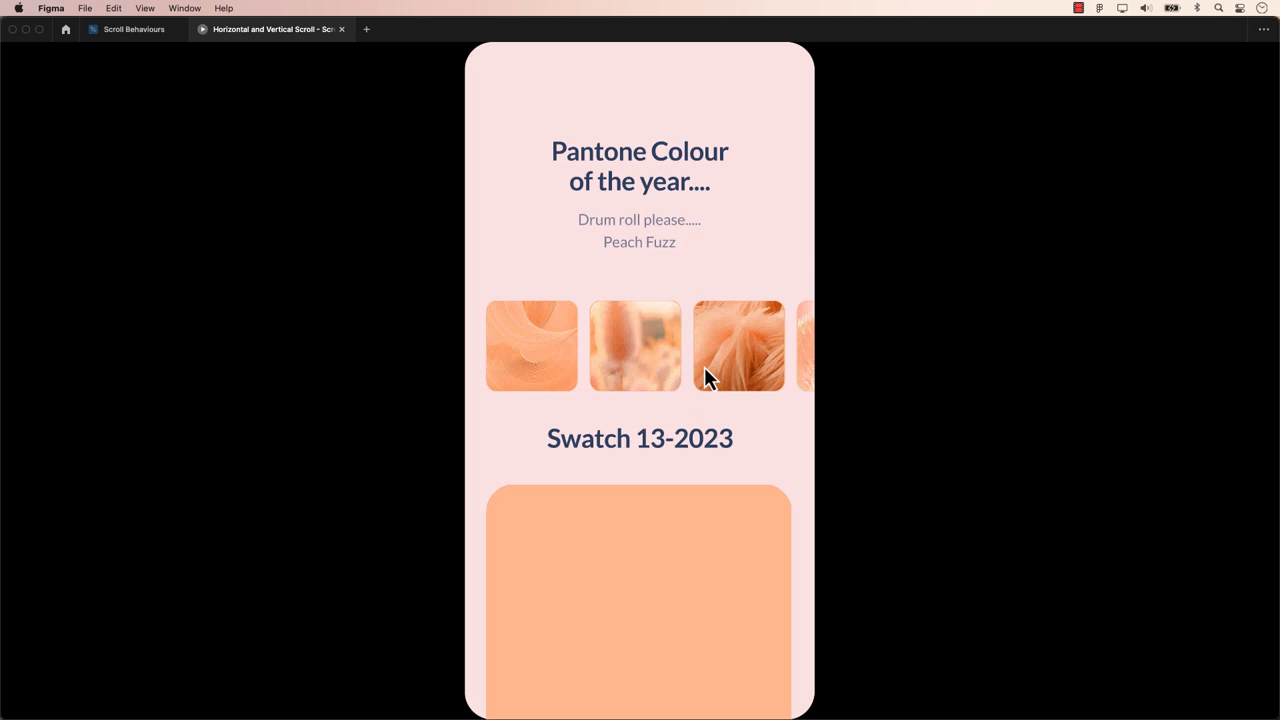 Figma File Edit View Window Help
Scroll Behaviours
Horizontal and Vertical Scroll - Scr
Pantone Colour
of the year....
Drum roll please.....
Peach Fuzz
Swatch 13-2023